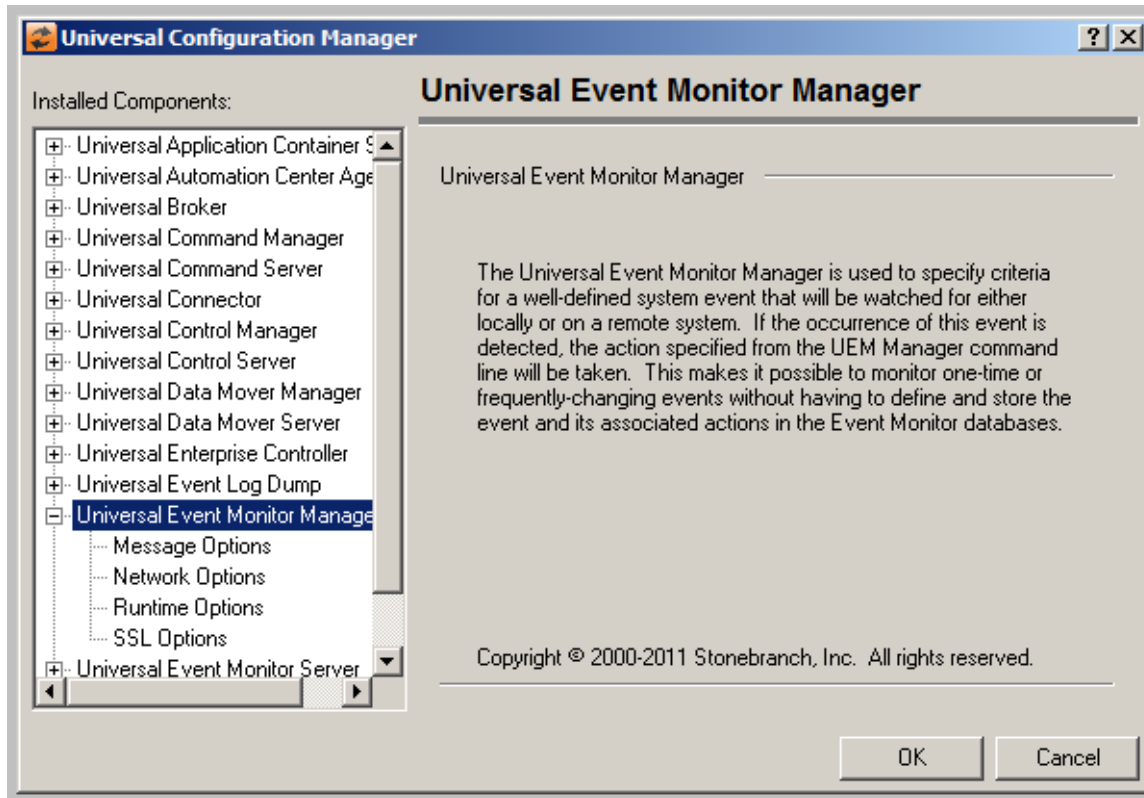 Universal Configuration Manager
Installed Components:
Universal Application Container S
Universal Automation Center Age
Universal Broker
Universal Command Manager
Universal Command Server
Universal Connector
Universal Control Manager
Universal Control Server
Universal Data Mover Manager
Universal Data Mover Server
Universal Enterprise Controller
Universal Event Log Dump
Universal Event Monitor Manage
Message Options
Network Options
Runtime Options
SSL Options
Universal Event Monitor Server
Universal Event Monitor Manager
Universal Event Monitor Manager
The Universal Event Monitor Manager is used to specify criteria
for a well-defined system event that will be watched for either
locally or on a remote system.  If the occurrence of this event is
detected, the action specified from the UEM Manager command
line will be taken.  This makes it possible to monitor one-time or
frequently-changing events without having to define and store the
event and its associated actions in the Event Monitor databases.
Copyright © 2000-2011 Stonebranch, Inc.  All rights reserved.
OK
Cancel